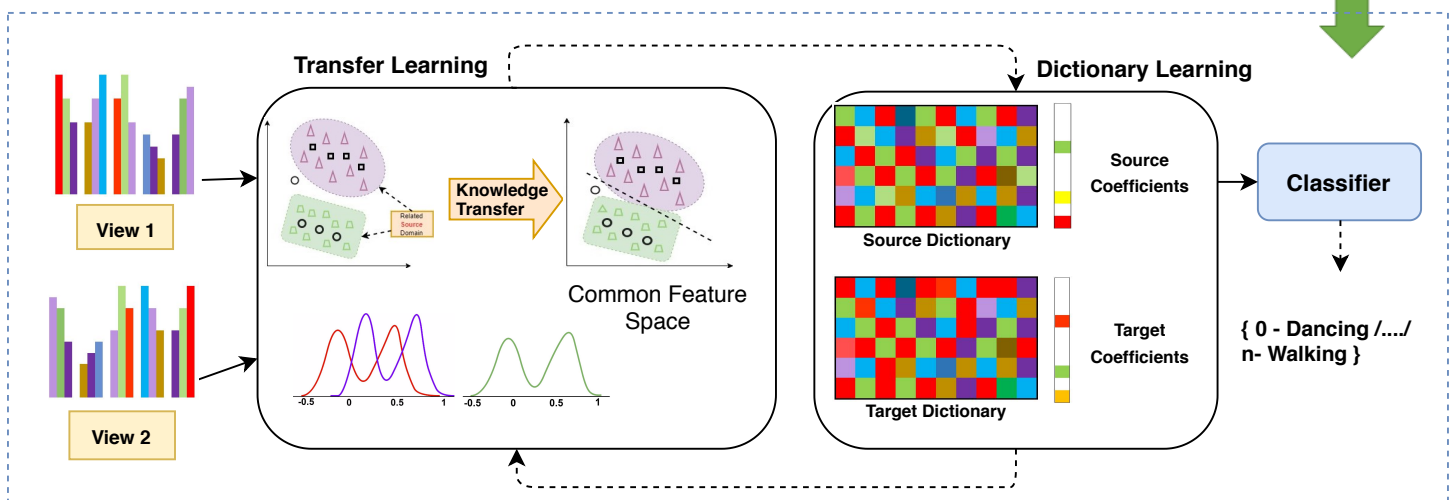 Transfer Learning
Dictionary Learning
View 1
View 2
Knowledge
Transfer
Related
Source
Domain
Common Feature
Space
-0.5 0 0.5 1
-0.5 0 0.5 1
Source Dictionary
Source
Coefficients
Target Dictionary
Target
Coefficients
Classifier
{ 0 - Dancing /..../
n- Walking }